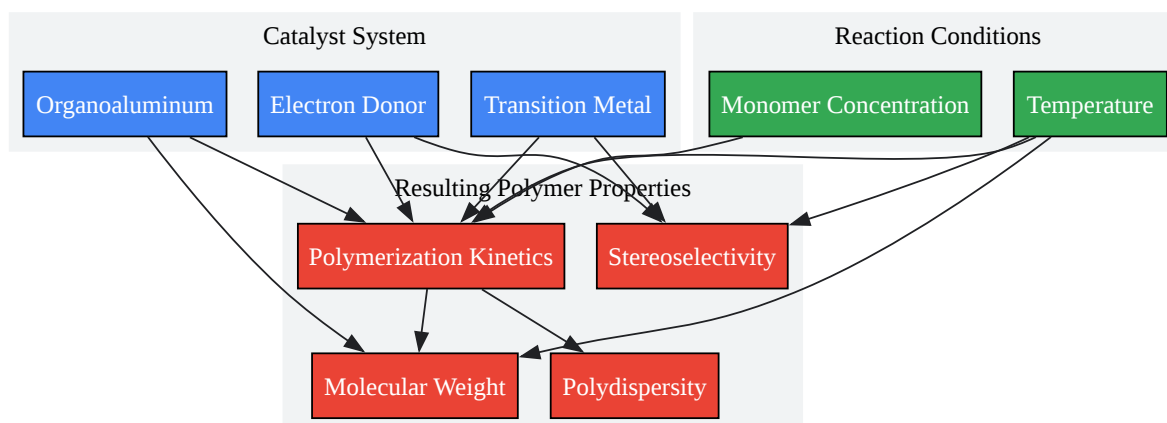 Catalyst System
Reaction Conditions
Organoaluminum
Electron Donor
Transition Metal
Monomer Concentration
Temperature
Resulting Polymer Properties
Polymerization Kinetics
Stereoselectivity
Molecular Weight
Polydispersity